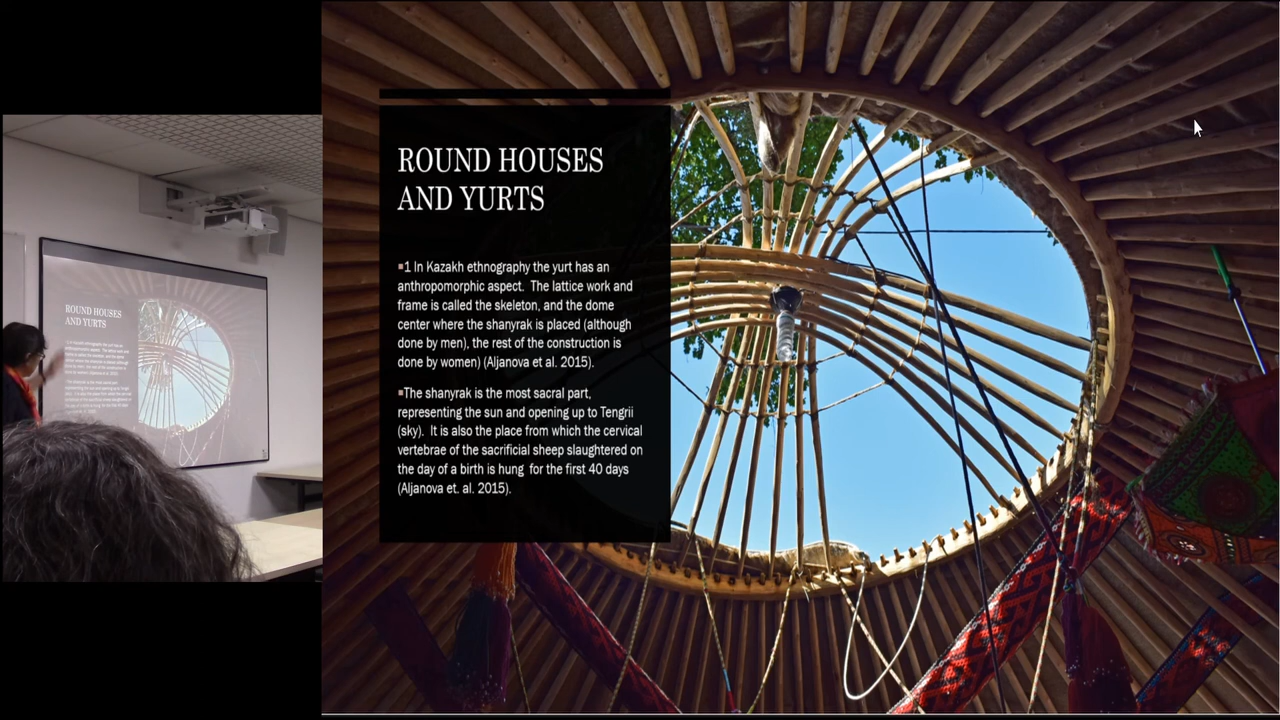 ROUND HOUSES
AND YURTS
▪1 In Kazakh ethnography the yurt has an
anthropomorphic aspect. The lattice work and
frame is called the skeleton, and the dome
center where the shanyrak is placed (although
done by men), the rest of the construction is
done by women) (Aljanova et al. 2015).
▪The shanyrak is the most sacral part,
representing the sun and opening up to Tengrii
(sky). It is also the place from which the cervical
vertebrae of the sacrificial sheep slaughtered on
the day of a birth is hung for the first 40 days
(Aljanova et. al. 2015).
ROUND HOUSES
AND YURTS